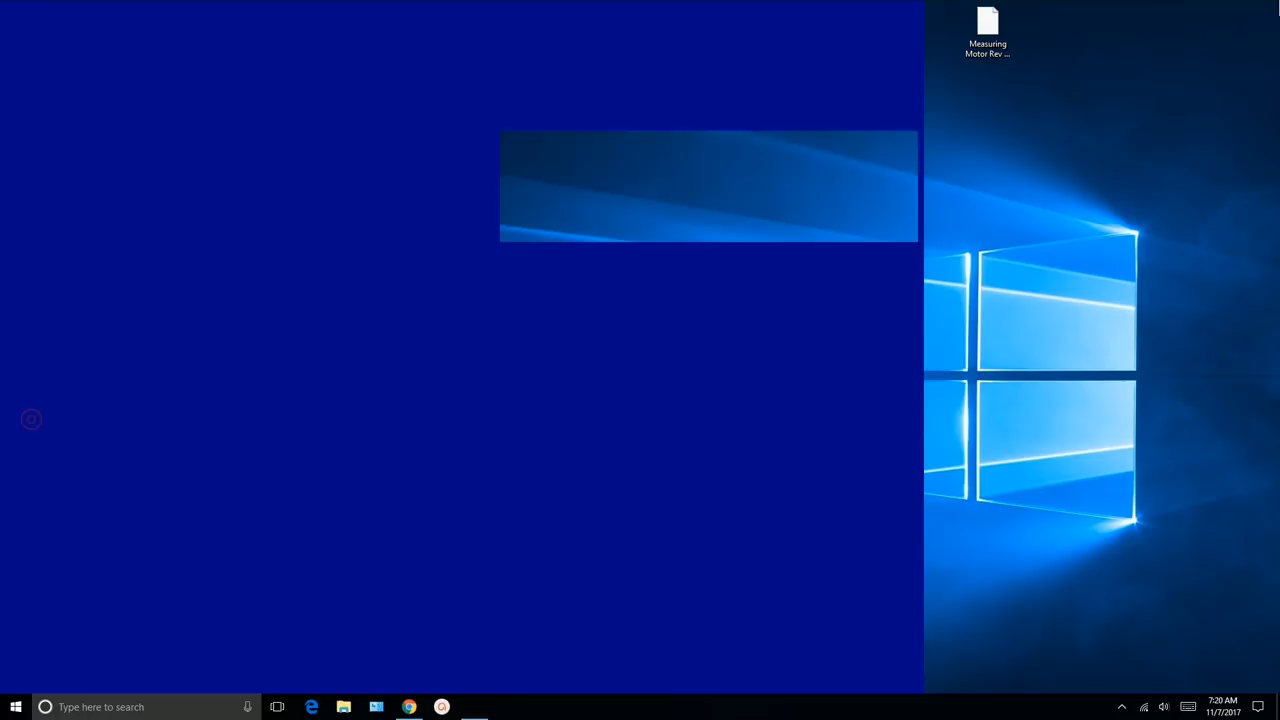 Measuring
Motor Rev ...
Type here to search
7:20 AM
11/7/2017